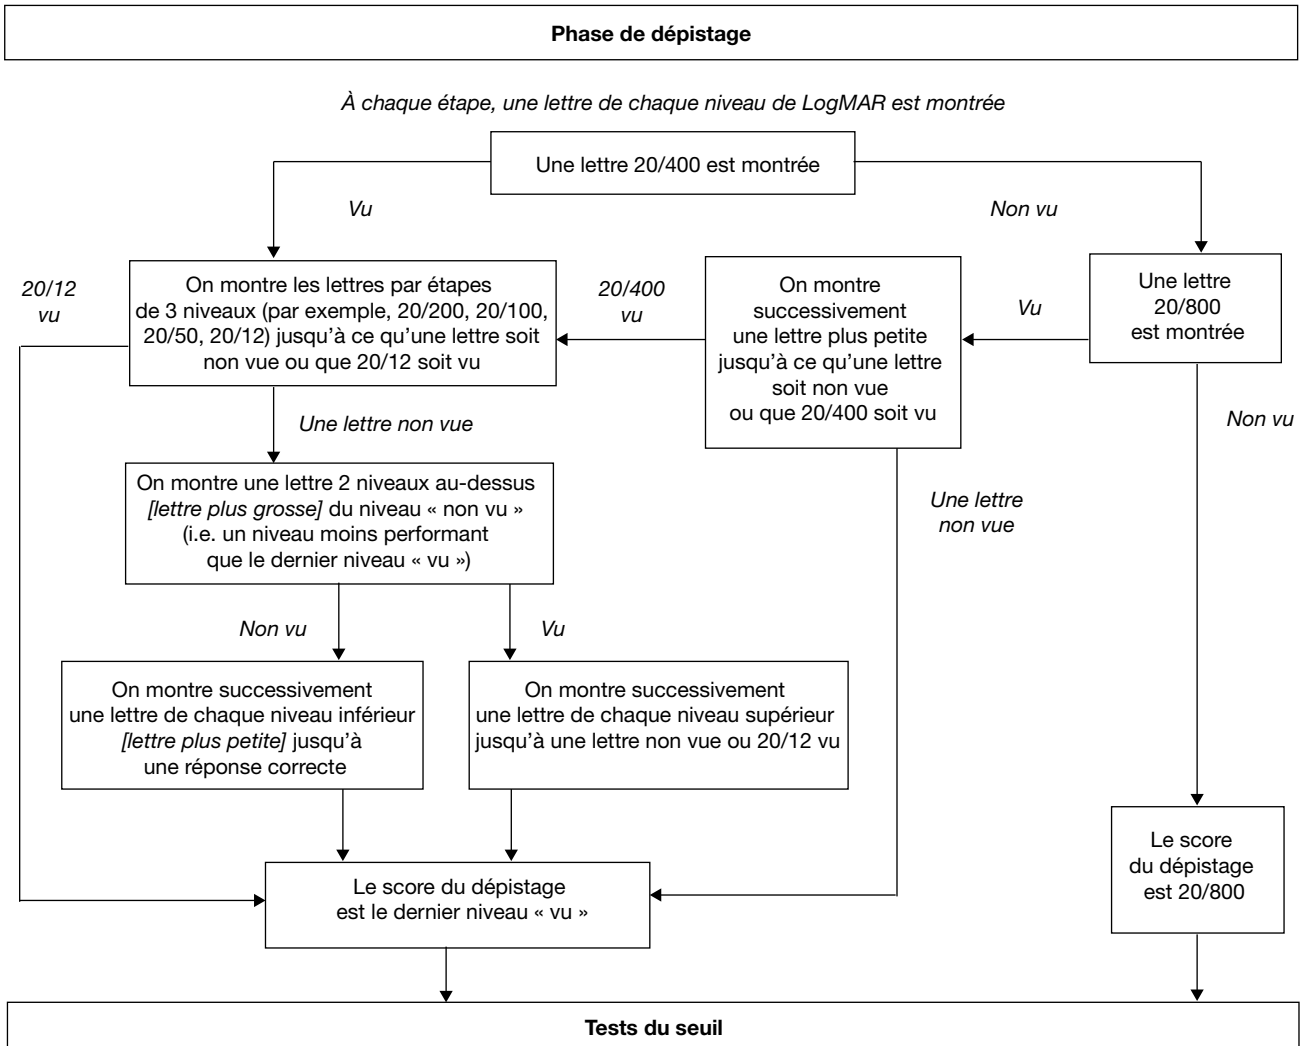 Phase de dépistage
À chaque étape, une lettre de chaque niveau de LogMAR est montrée
Une lettre 20/400 est montrée
Vu
Non vu
20/12
vu
On montre les lettres par étapes
de 3 niveaux (par exemple, 20/200, 20/100,
20/50, 20/12) jusqu'à ce qu'une lettre soit
non vue ou que 20/12 soit vu
20/400
vu
On montre
successivement
une lettre plus petite
jusqu'à ce qu'une lettre
soit non vue
ou que 20/400 soit vu
Vu
Une lettre
20/800
est montrée
Une lettre non vue
Non vu
On montre une lettre 2 niveaux au-dessus
[lettre plus grosse] du niveau « non vu »
(i.e. un niveau moins performant
que le dernier niveau « vu »)
Une lettre
non vue
Non vu
Vu
On montre successivement
une lettre de chaque niveau inférieur
[lettre plus petite] jusqu'à
une réponse correcte
On montre successivement
une lettre de chaque niveau supérieur
jusqu'à une lettre non vue ou 20/12 vu
Le score
du dépistage
est 20/800
Le score du dépistage
est le dernier niveau « vu »
Tests du seuil